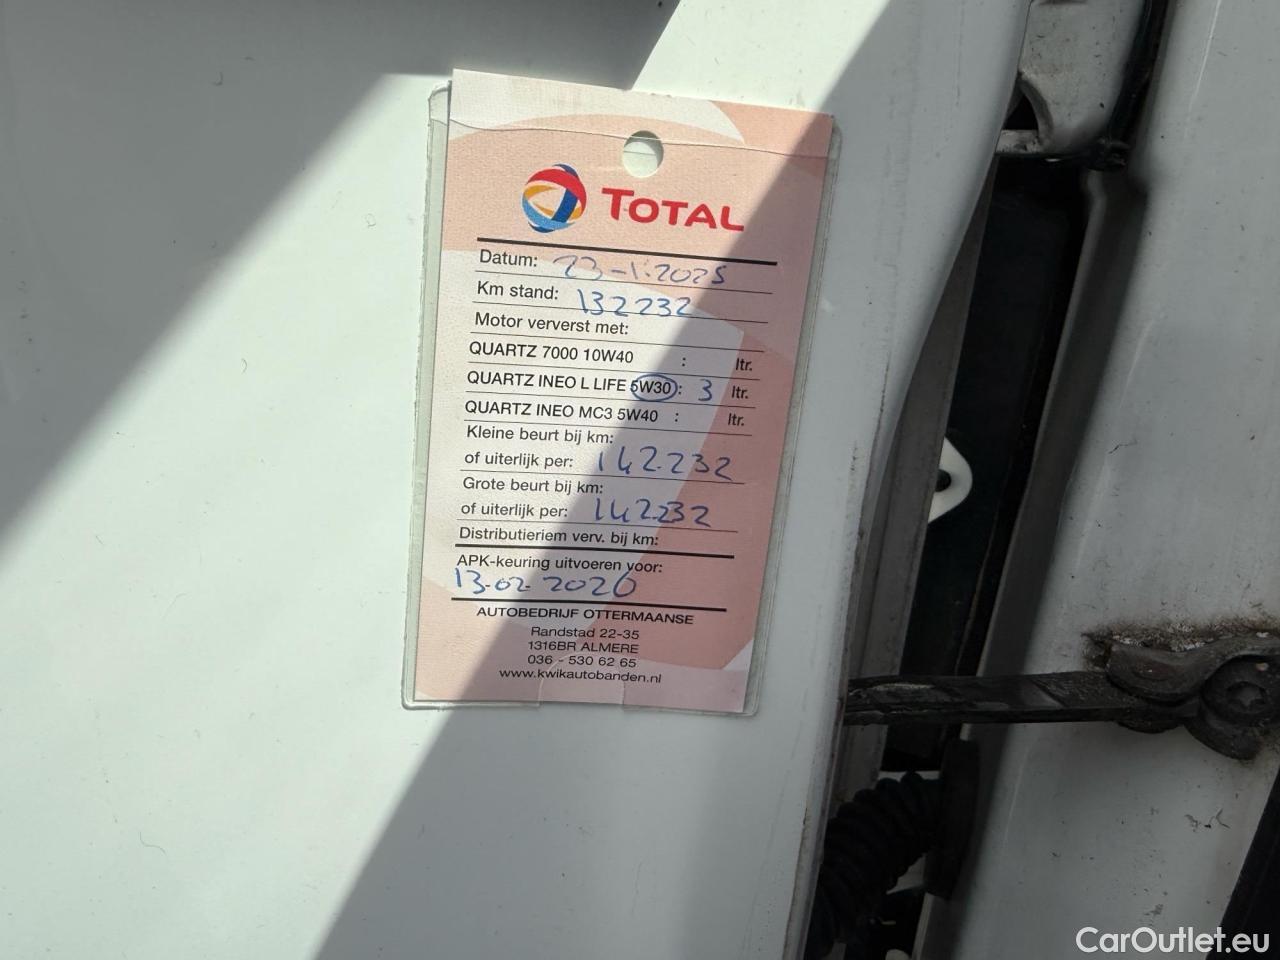 TOTAL
Datum: 23-1-2025
Km stand: 132232
Motor ververst met:
QUARTZ 7000 10W40 : ltr.
QUARTZ INEO L LIFE 5W30 : 3 ltr.
QUARTZ INEO MC3 5W40 : ltr.
Kleine beurt bij km:
of uiterlijk per: 142.232
Grote beurt bij km:
of uiterlijk per: 142232
Distributieriem verv. bij km:
APK-keuring uitvoeren voor:
13-02-2026
AUTOBEDRIJF OTTERMAANSE
Randstad 22-35
1316BR ALMERE
036 - 530 62 65
www.kwikautobanden.nl
CarOutlet.eu